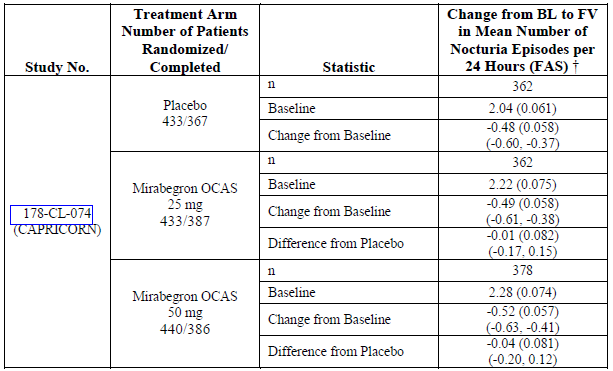 Study No.
Treatment Arm
Number of Patients
Randomized/
Completed
Statistic
Change from BL to FV
in Mean Number of
Nocturia Episodes per
24 Hours (FAS) †
178-CL-074
(CAPRICORN)
Placebo
433/367
n
362
Baseline
2.04 (0.061)
Change from Baseline
-0.48 (0.058)
(-0.60, -0.37)
Mirabegron OCAS
25 mg
433/387
n
362
Baseline
2.22 (0.075)
Change from Baseline
-0.49 (0.058)
(-0.61, -0.38)
Difference from Placebo
-0.01 (0.082)
(-0.17, 0.15)
Mirabegron OCAS
50 mg
440/386
n
378
Baseline
2.28 (0.074)
Change from Baseline
-0.52 (0.057)
(-0.63, -0.41)
Difference from Placebo
-0.04 (0.081)
(-0.20, 0.12)